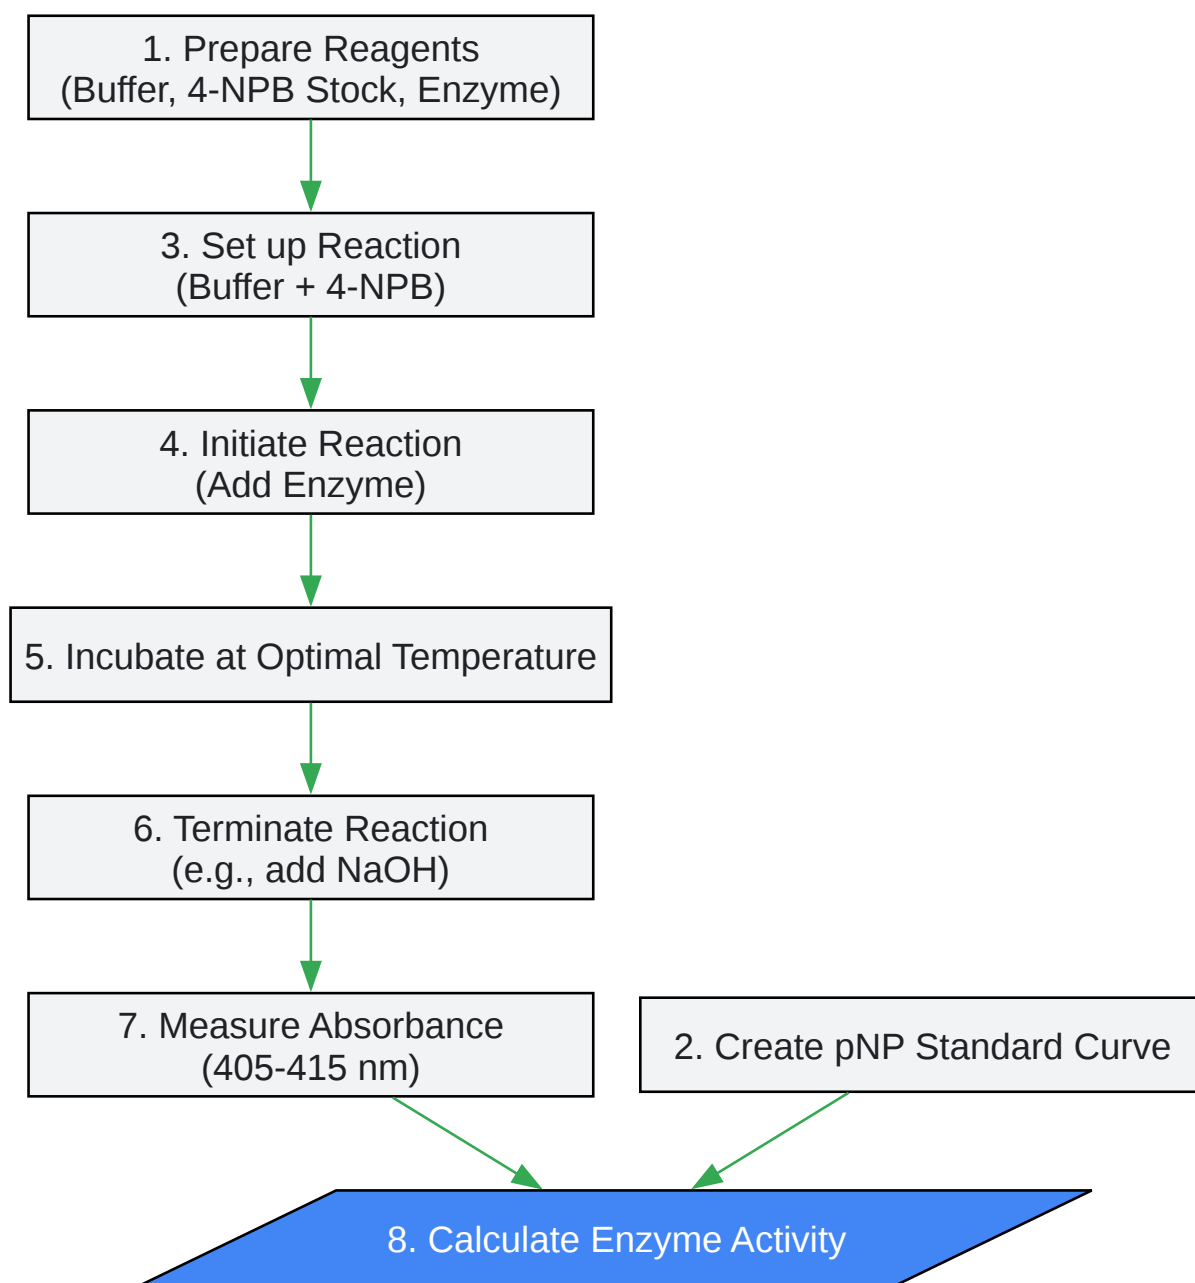 1. Prepare Reagents
(Buffer, 4-NPB Stock, Enzyme)
3. Set up Reaction
(Buffer + 4-NPB)
4. Initiate Reaction
(Add Enzyme)
5. Incubate at Optimal Temperature
6. Terminate Reaction
(e.g., add NaOH)
7. Measure Absorbance
(405-415 nm)
2. Create pNP Standard Curve
8. Calculate Enzyme Activity